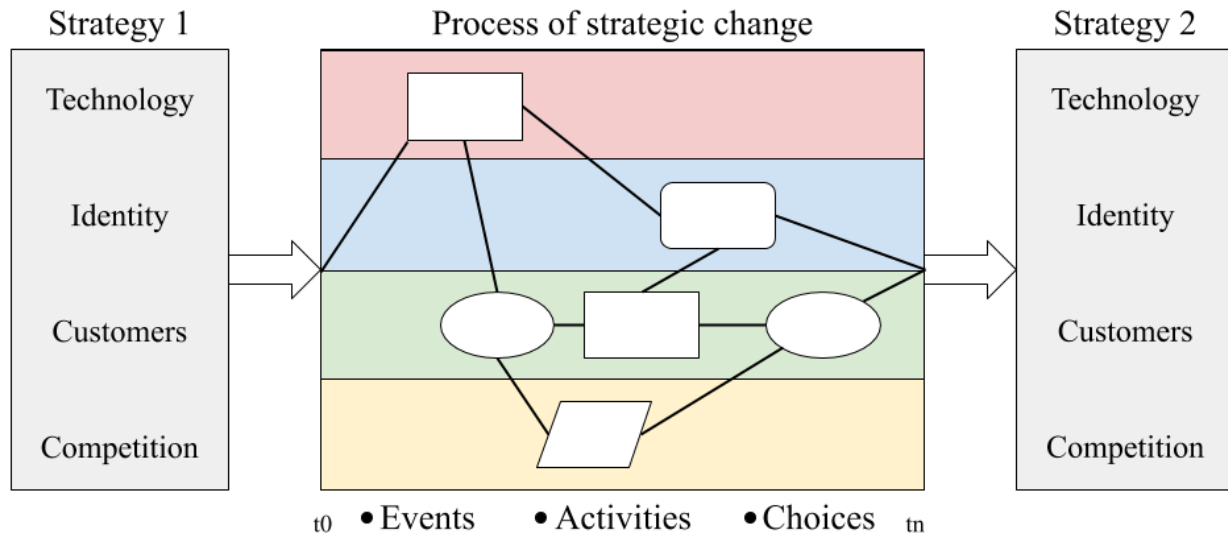 Strategy 1
Process of strategic change
Strategy 2
Technology
Identity
Customers
Competition
Technology
Identity
Customers
Competition
t0 • Events • Activities • Choices tn